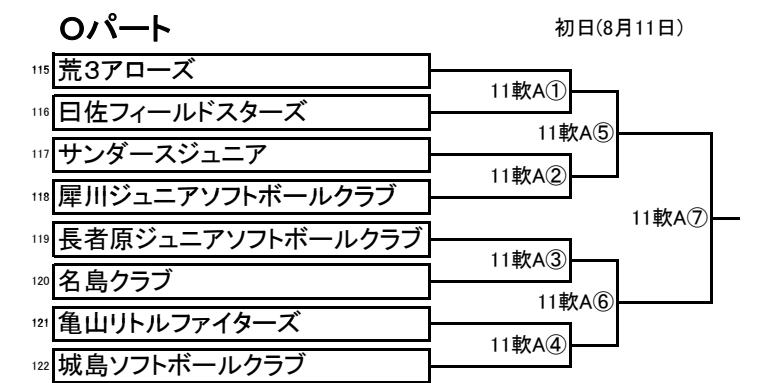 Oパート
初日(8月11日)
115 荒3アローズ
11軟A①
116 日佐フィールドスターズ
11軟A⑤
117 サンダースジュニア
11軟A②
118 犀川ジュニアソフトボールクラブ
11軟A⑦
119 長者原ジュニアソフトボールクラブ
11軟A③
120 名島クラブ
11軟A⑥
121 亀山リトルファイターズ
11軟A④
122 城島ソフトボールクラブ